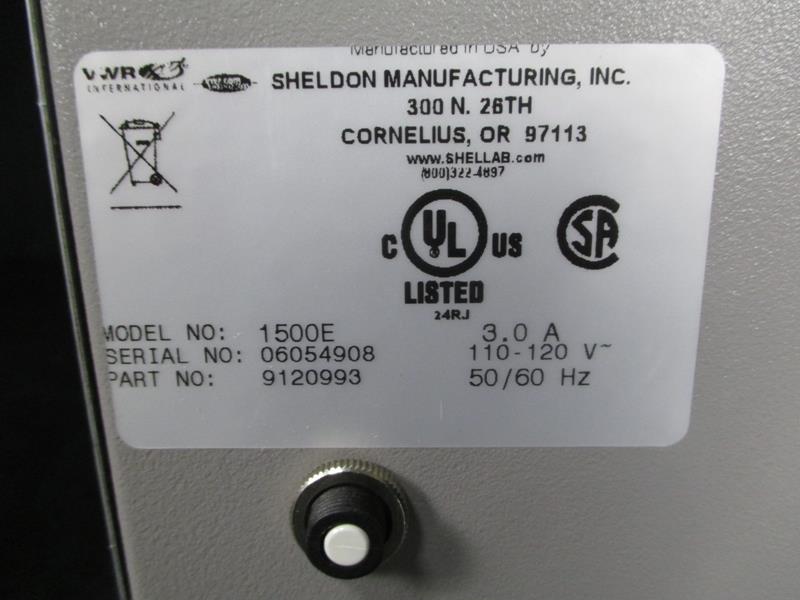 Manufactured in USA by
VWR
INTERNATIONAL
SHELDON MANUFACTURING, INC.
300 N. 26TH
CORNELIUS, OR 97113
www.SHELLAB.com
(800)322-4897
C UL US
LISTED
24RJ
SA
MODEL NO: 1500E 3.0 A
SERIAL NO: 06054908 110-120 V~
PART NO: 9120993 50/60 Hz